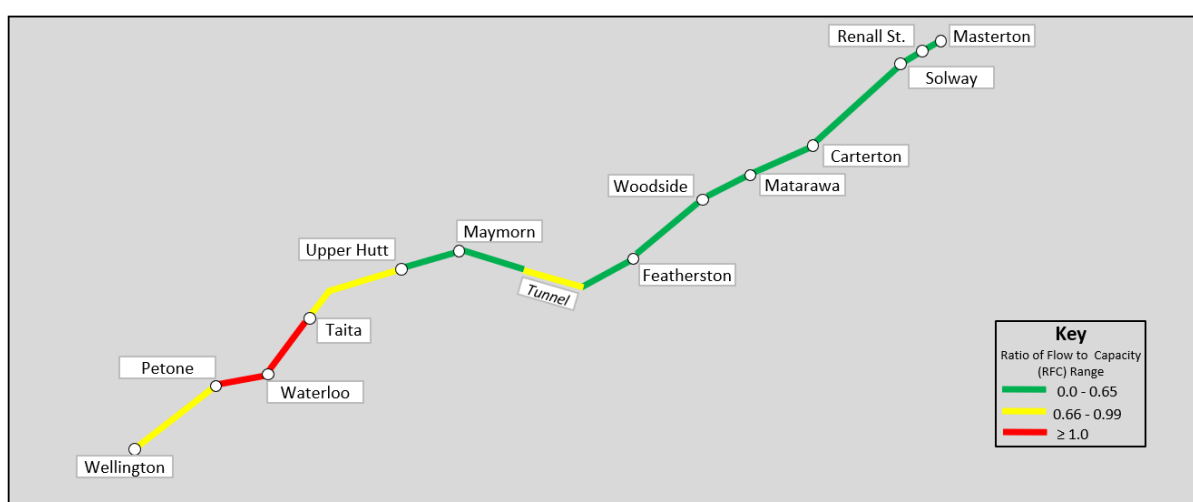 Renall St.
Masterton
Solway
Carterton
Woodside
Matarawa
Maymorn
Upper Hutt
Featherston
Tunnel
Taita
Petone
Waterloo
Wellington
Key
Ratio of Flow to Capacity
(RFC) Range
0.0 - 0.65
0.66 - 0.99
≥ 1.0